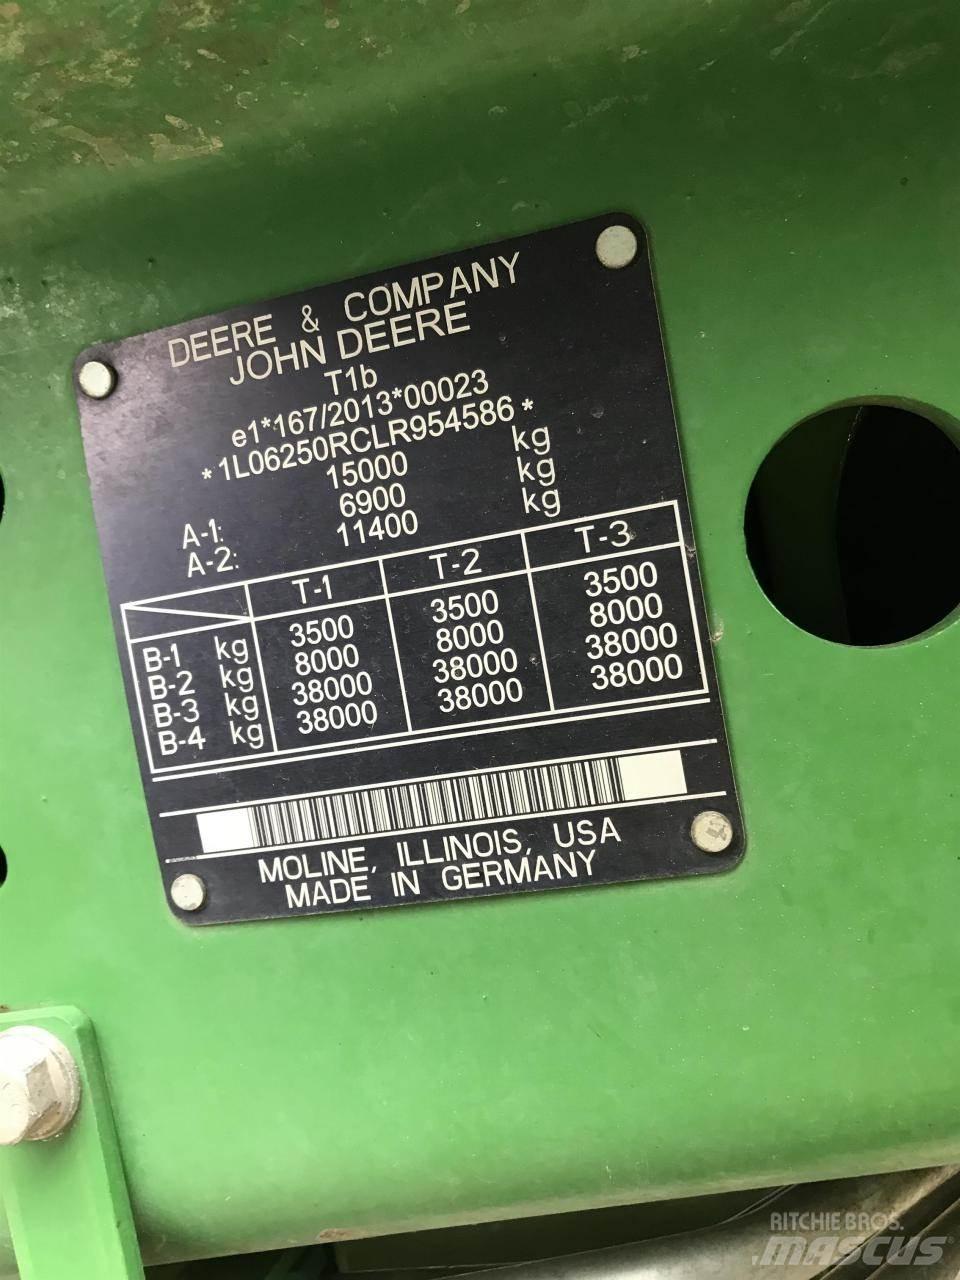 DEERE & COMPANY
JOHN DEERE
T1b
e1*167/2013*00023
*1L06250RCLR954586*
15000 kg
A-1: 6900 kg
A-2: 11400 kg
T-1 T-2 T-3
B-1 kg 3500 3500 3500
B-2 kg 8000 8000 8000
B-3 kg 38000 38000 38000
B-4 kg 38000 38000 38000
MOLINE, ILLINOIS, USA
MADE IN GERMANY
RITCHIE BROS.
MASCUS